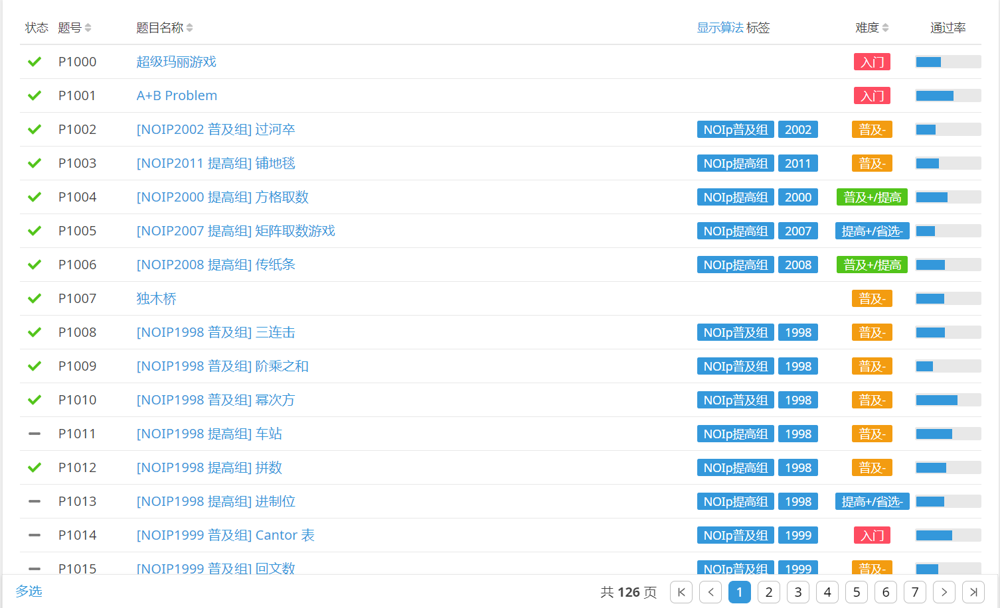 状态 题号 题目名称 显示算法 标签 难度 通过率
P1000 超级玛丽游戏 入门
P1001 A+B Problem 入门
P1002 [NOIP2002 普及组] 过河卒 NOIp普及组 2002 普及-
P1003 [NOIP2011 提高组] 铺地毯 NOIp提高组 2011 普及-
P1004 [NOIP2000 提高组] 方格取数 NOIp提高组 2000 普及+/提高
P1005 [NOIP2007 提高组] 矩阵取数游戏 NOIp提高组 2007 提高+/省选-
P1006 [NOIP2008 提高组] 传纸条 NOIp提高组 2008 普及+/提高
P1007 独木桥 普及-
P1008 [NOIP1998 普及组] 三连击 NOIp普及组 1998 普及-
P1009 [NOIP1998 普及组] 阶乘之和 NOIp普及组 1998 普及-
P1010 [NOIP1998 普及组] 幂次方 NOIp普及组 1998 普及-
P1011 [NOIP1998 提高组] 车站 NOIp提高组 1998 普及-
P1012 [NOIP1998 提高组] 拼数 NOIp提高组 1998 普及-
P1013 [NOIP1998 提高组] 进制位 NOIp提高组 1998 提高+/省选-
P1014 [NOIP1999 普及组] Cantor 表 NOIp普及组 1999 入门
P1015 [NOIP1999 普及组] 回文数 NOIp普及组 1999 普及-
多选 共 126 页 1 2 3 4 5 6 7